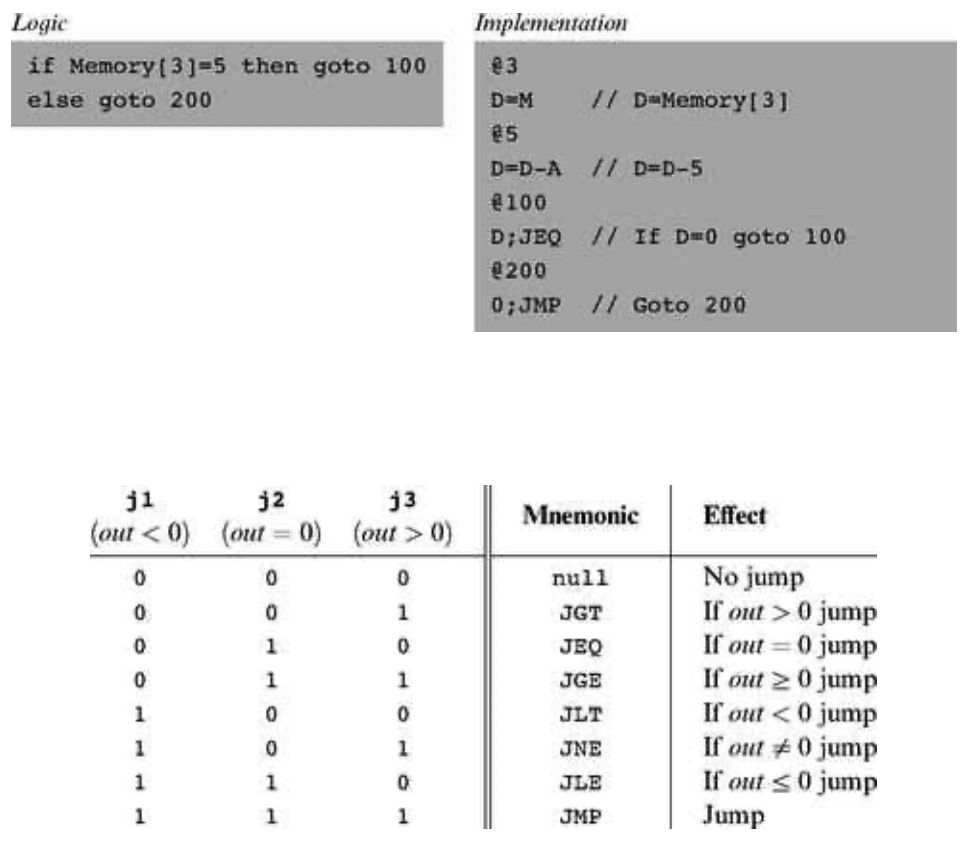 Logic
if Memory[3]=5 then goto 100
else goto 200
Implementation
@3
D=M // D=Memory[3]
@5
D=D-A // D=D-5
@100
D;JEQ // If D=0 goto 100
@200
0;JMP // Goto 200
j1 j2 j3 Mnemonic Effect
(out < 0) (out = 0) (out > 0)
0 0 0 null No jump
0 0 1 JGT If out > 0 jump
0 1 0 JEQ If out = 0 jump
0 1 1 JGE If out ≥ 0 jump
1 0 0 JLT If out < 0 jump
1 0 1 JNE If out ≠ 0 jump
1 1 0 JLE If out ≤ 0 jump
1 1 1 JMP Jump